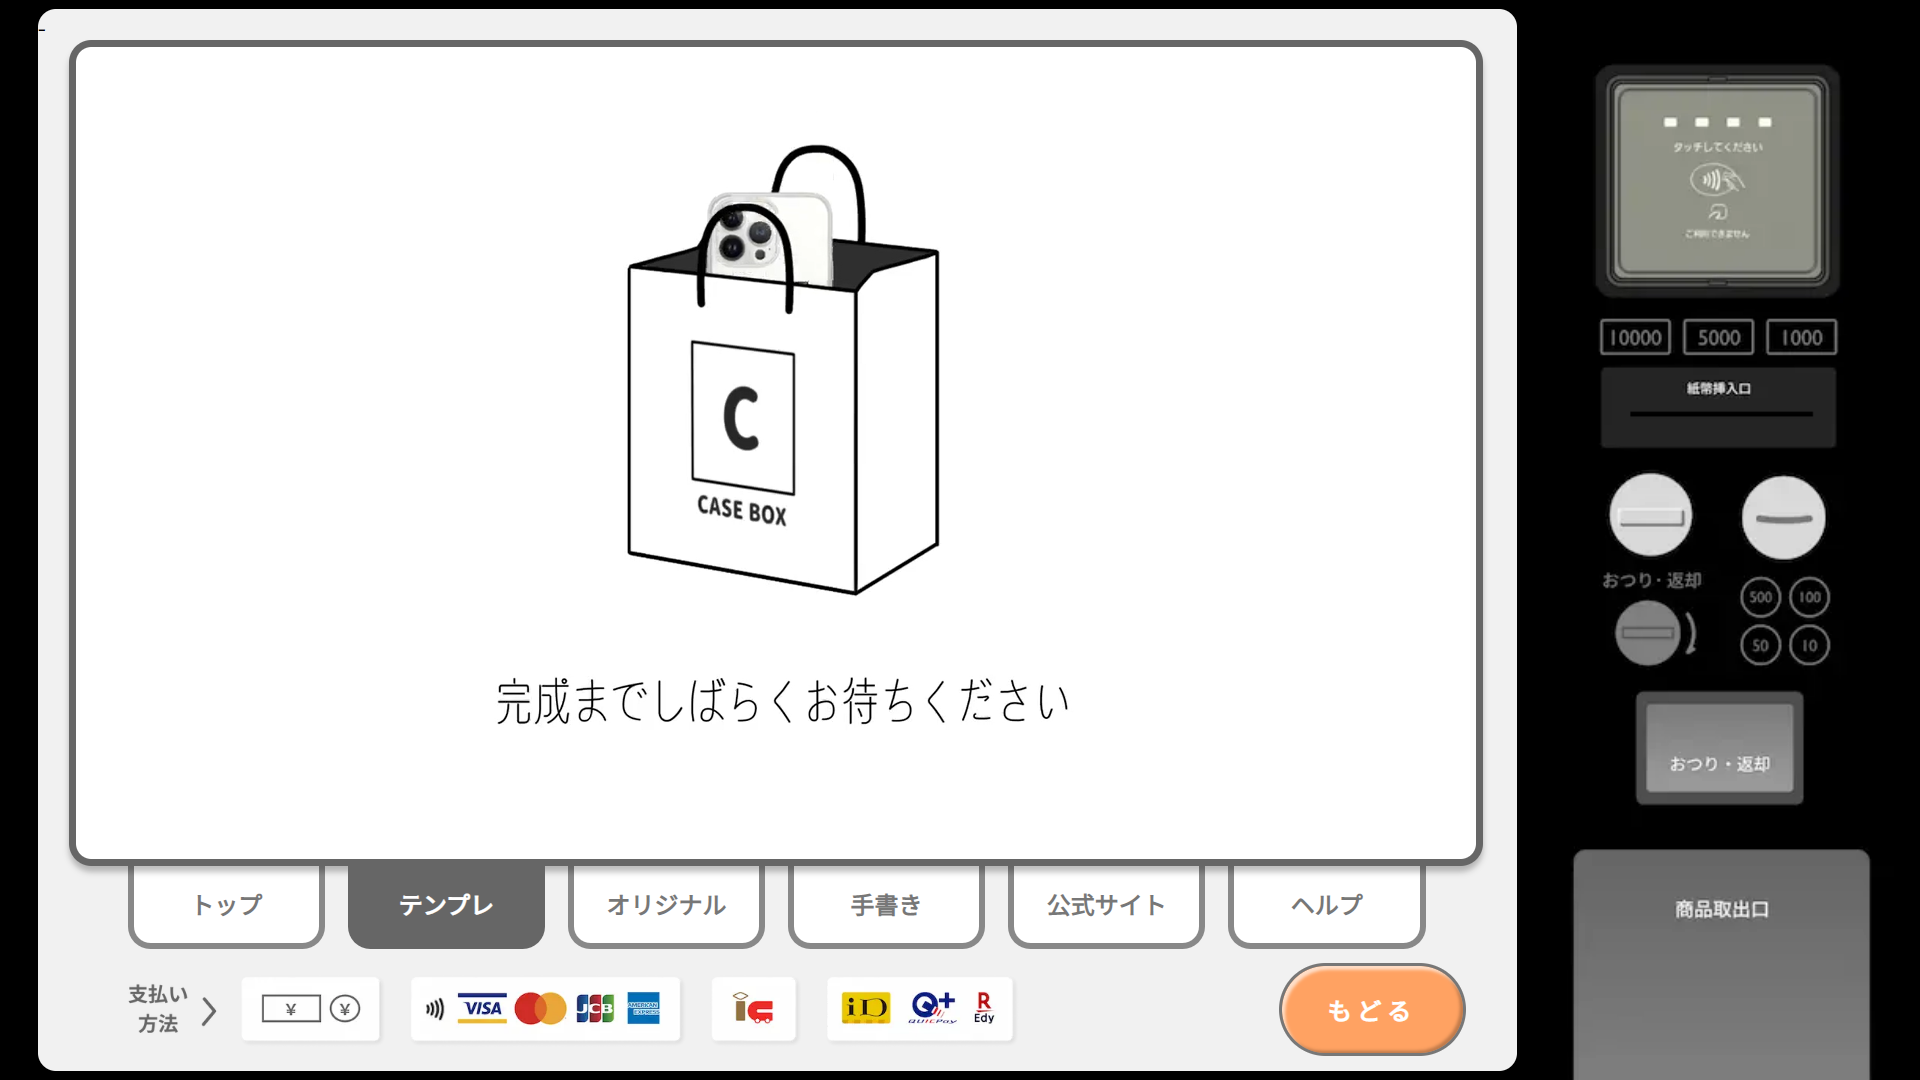 C
CASE BOX
完成までしばらくお待ちください
トップ
テンプレ
オリジナル
手書き
公式サイト
ヘルプ
支払い
方法
¥
¥
VISA
JCB
AMERICAN
EXPRESS
iD
QUICPay
R
Edy
もどる
タッチしてください
ご利用できません
10000
5000
1000
紙幣挿入口
おつり・返却
500
100
50
10
おつり・返却
商品取出口